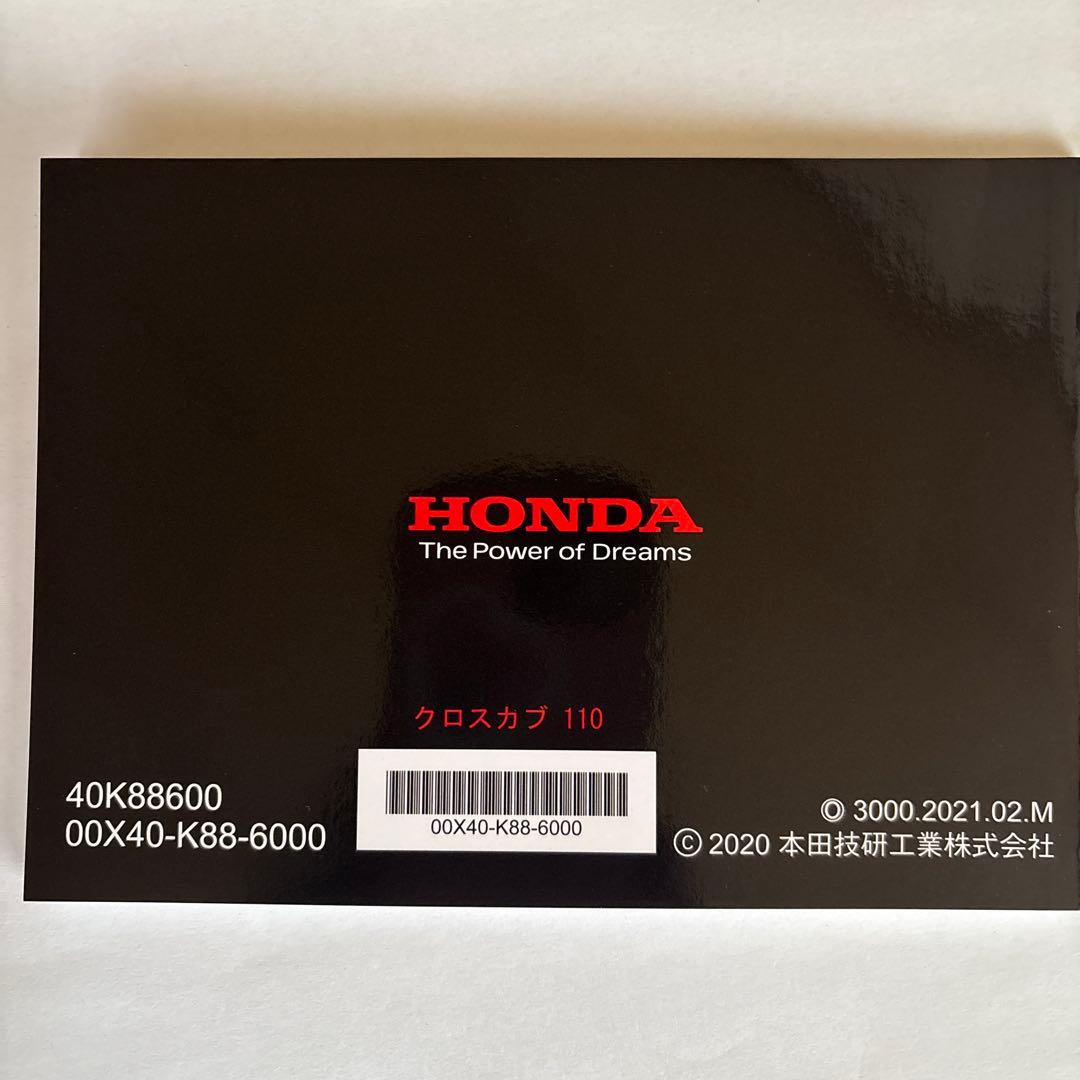 HONDA
The Power of Dreams
クロスカブ 110
00X40-K88-6000
40K88600
00X40-K88-6000
Ⓞ 3000.2021.02.M
Ⓒ 2020 本田技研工業株式会社